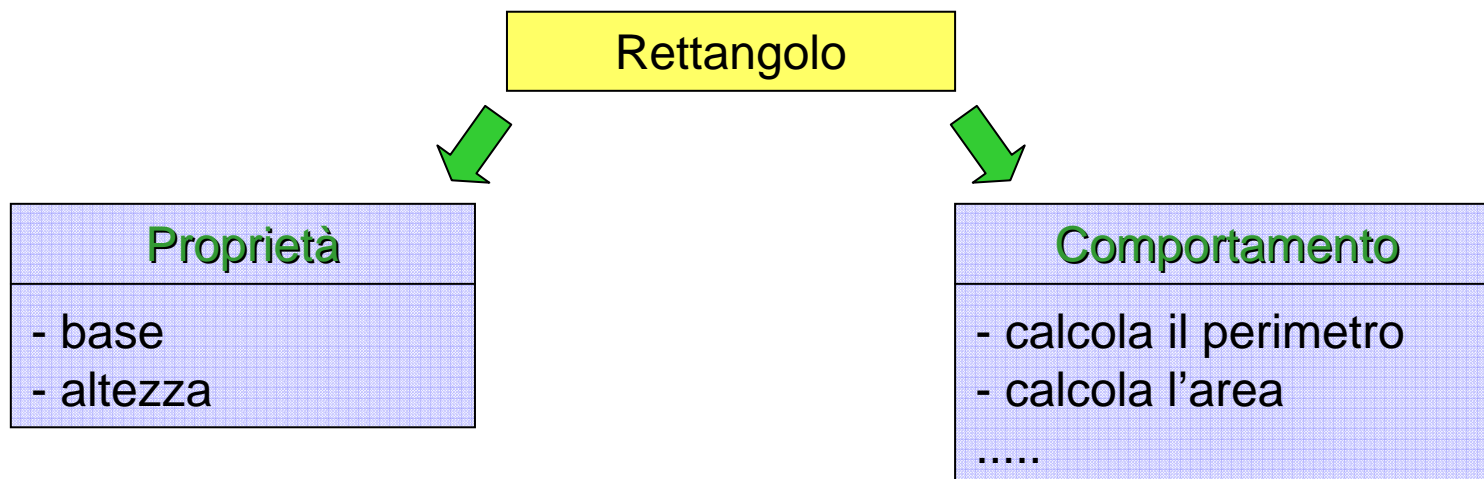 Rettangolo
Proprietà
- base
- altezza
Comportamento
- calcola il perimetro
- calcola l’area
.....